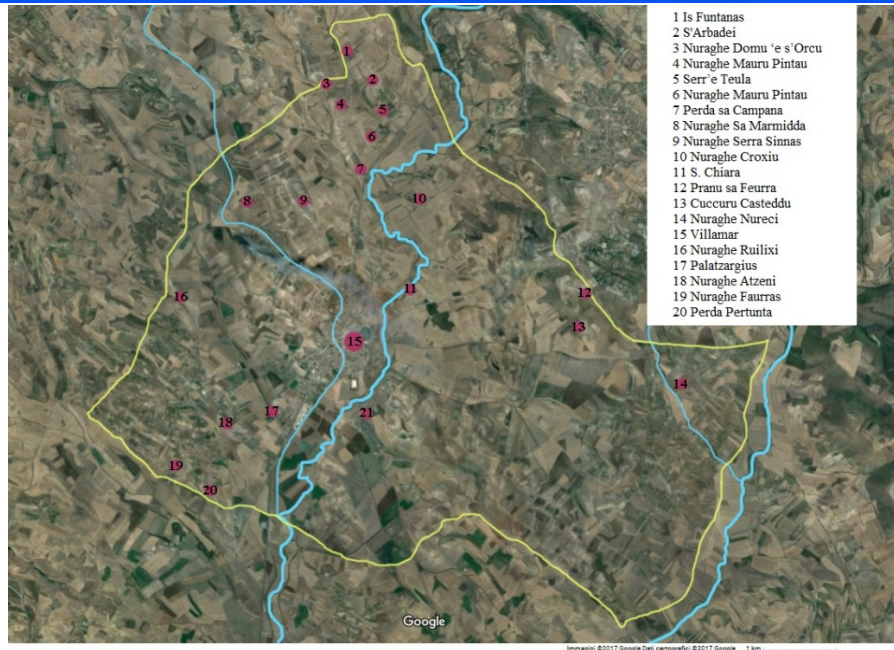 1 Is Funtanas
2 S'Arbadei
3 Nuraghe Domu 'e s'Orcu
4 Nuraghe Mauru Pintau
5 Serr'e Teula
6 Nuraghe Mauru Pintau
7 Perda sa Campana
8 Nuraghe Sa Marmidda
9 Nuraghe Serra Sinnas
10 Nuraghe Croxiu
11 S. Chiara
12 Pranu sa Feurra
13 Cuccuru Casteddu
14 Nuraghe Nureci
15 Villamar
16 Nuraghe Ruilixi
17 Palatzargius
18 Nuraghe Atzeni
19 Nuraghe Faurras
20 Perda Pertunta
1
2
3
4
5
6
7
8
9
10
11
12
13
14
15
16
17
18
19
20
21
Google
Immagini ©2017 Google, Dati cartografici ©2017 Google 1 km